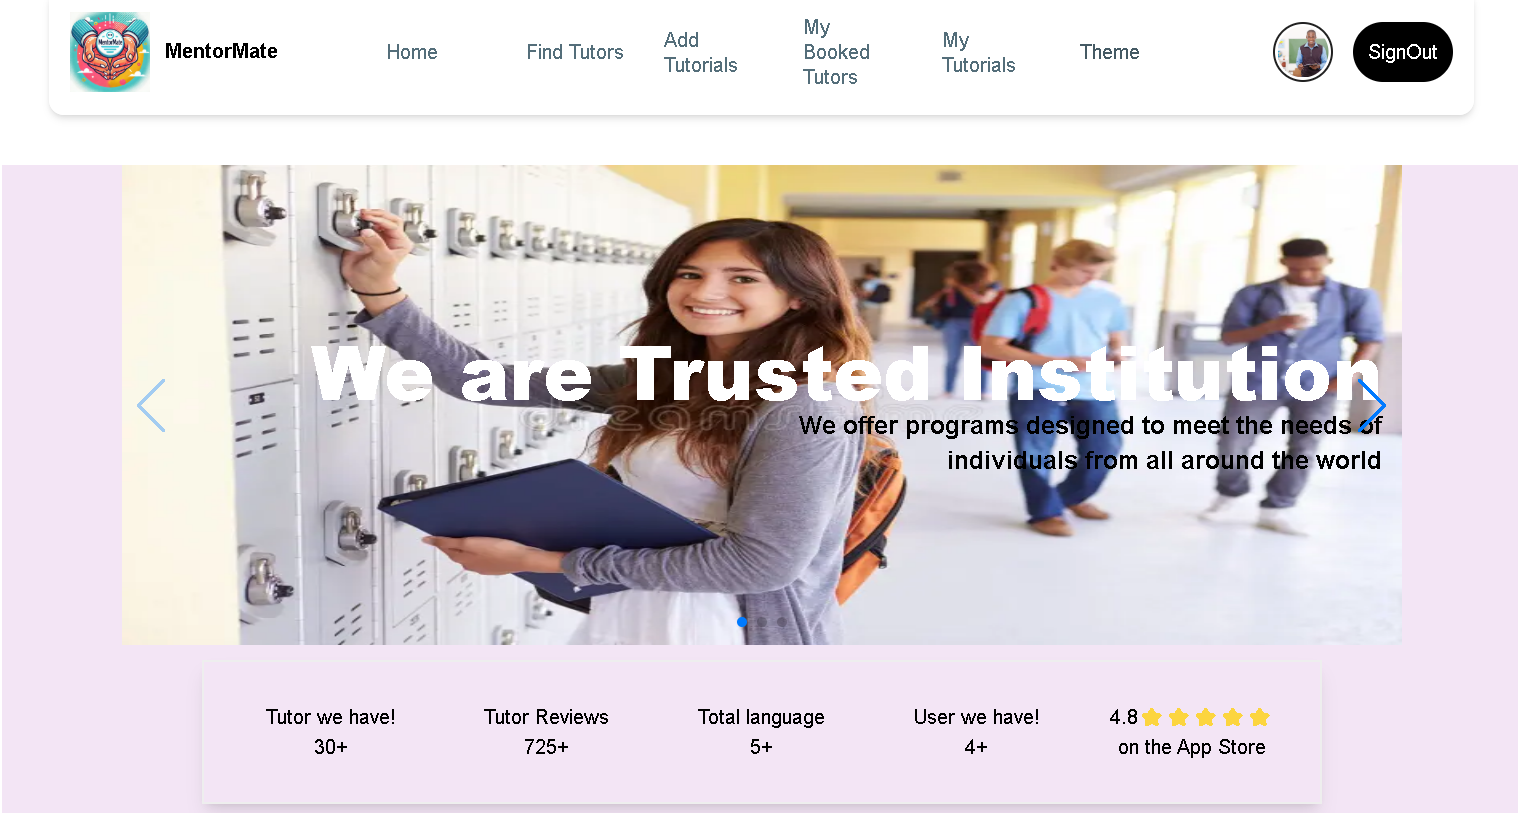 MentorMate
MentorMate
Home
Find Tutors
Add
Tutorials
My
Booked
Tutors
My
Tutorials
Theme
SignOut
We are Trusted Institution
dreamstime
We offer programs designed to meet the needs of
individuals from all around the world
Tutor we have!
30+
Tutor Reviews
725+
Total language
5+
User we have!
4+
4.8
on the App Store